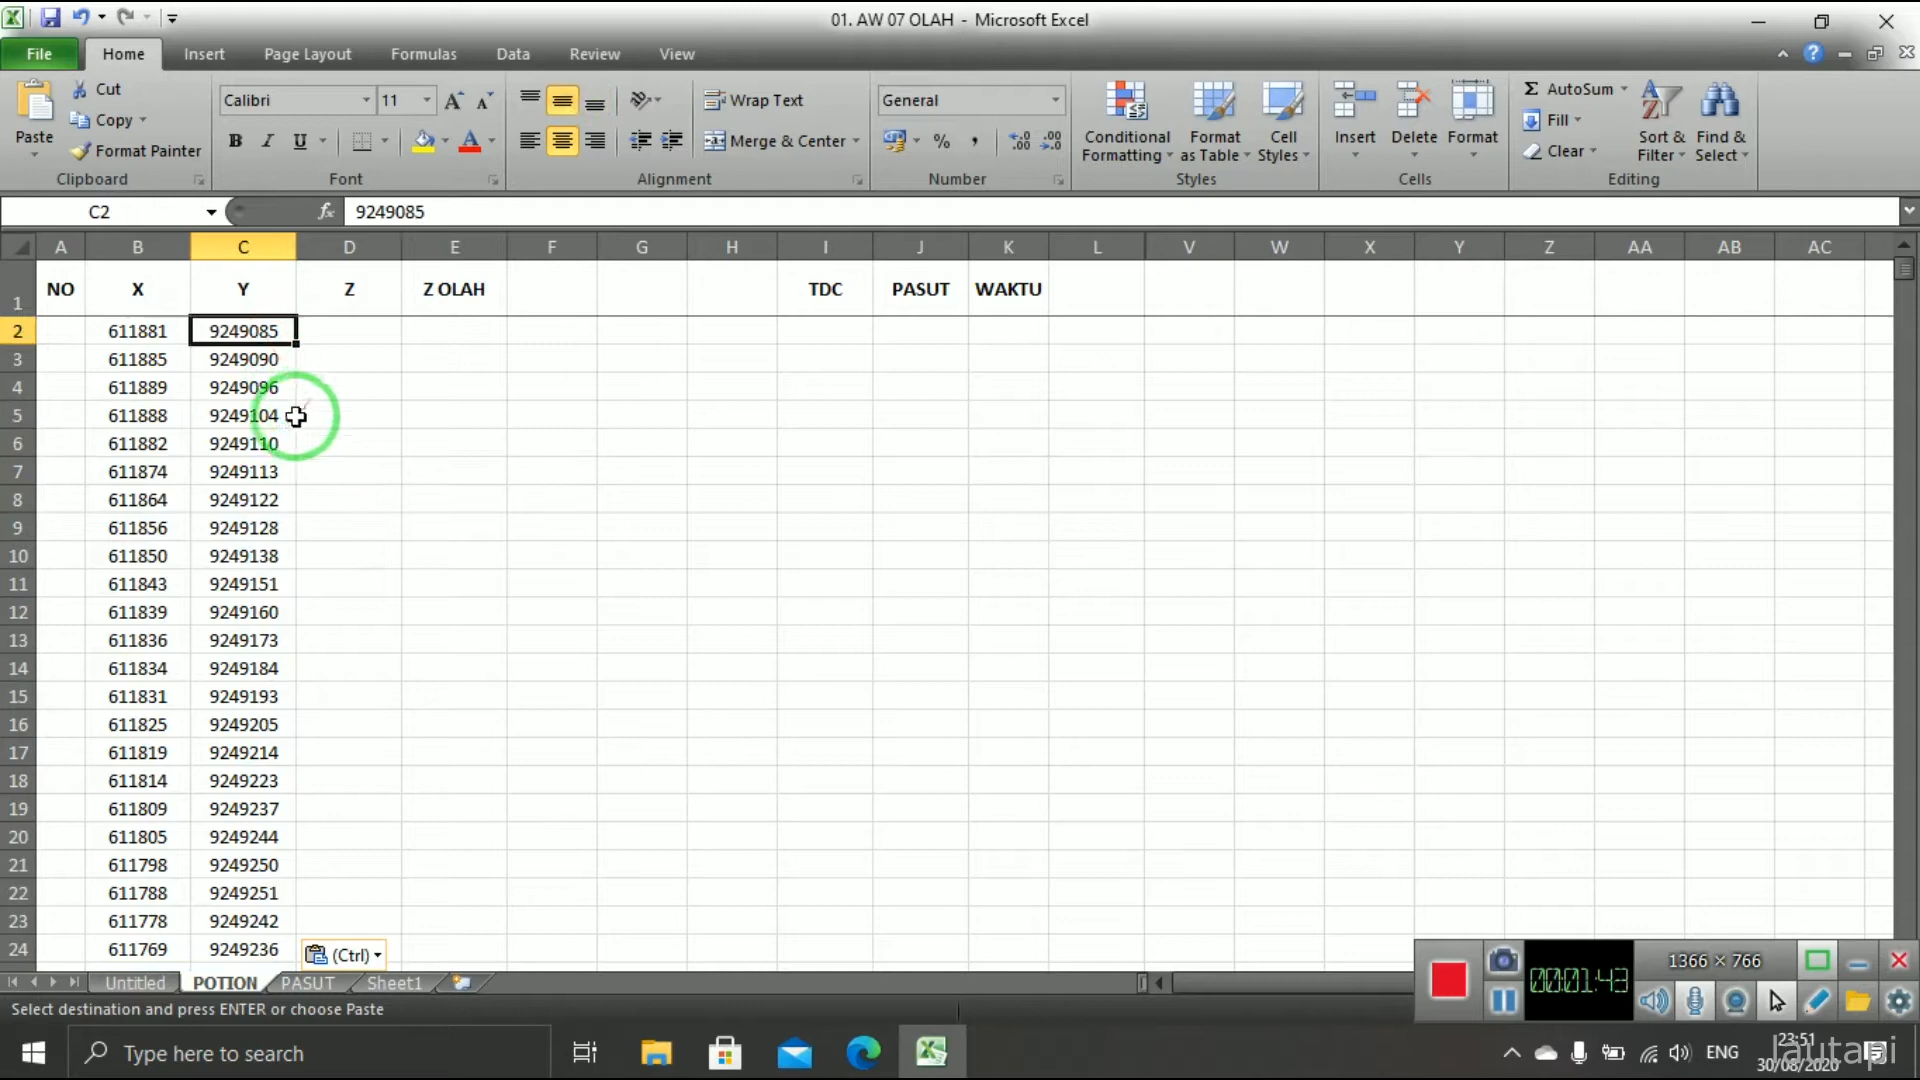 01. AW 07 OLAH - Microsoft Excel
File Home Insert Page Layout Formulas Data Review View
Paste Cut Copy Format Painter Clipboard
Calibri 11 B I U Font
Wrap Text Merge & Center Alignment
General % , Number
Conditional Formatting Format as Table Cell Styles Styles
Insert Delete Format Cells
AutoSum Fill Clear Sort & Filter Find & Select Editing
C2 fx 9249085
A B C D E F G H I J K L V W X Y Z AA AB AC
1 NO X Y Z Z OLAH TDC PASUT WAKTU
2 611881 9249085
3 611885 9249090
4 611889 9249096
5 611888 9249104
6 611882 9249110
7 611874 9249113
8 611864 9249122
9 611856 9249128
10 611850 9249138
11 611843 9249151
12 611839 9249160
13 611836 9249173
14 611834 9249184
15 611831 9249193
16 611825 9249205
17 611819 9249214
18 611814 9249223
19 611809 9249237
20 611805 9249244
21 611798 9249250
22 611788 9249251
23 611778 9249242
24 611769 9249236 (Ctrl)
Untitled POTION PASUT Sheet1
Select destination and press ENTER or choose Paste
00:01:43 1366 × 766
Type here to search
ENG 23:51
30/08/2020
lautapi